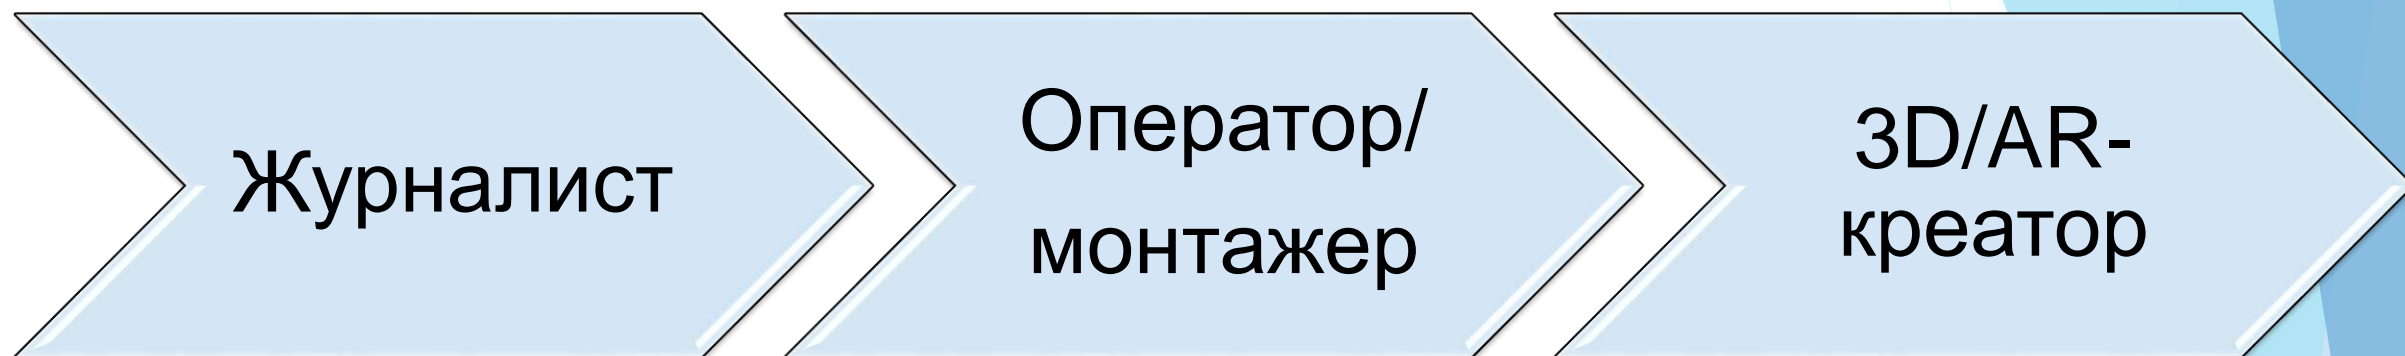 Журналист
Оператор/
монтажер
3D/AR-
креатор